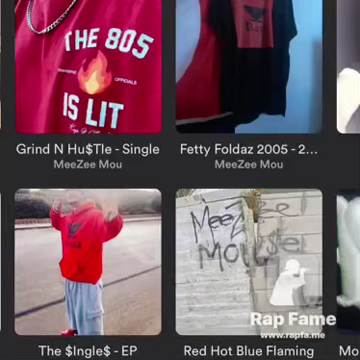 THE 805
OFFICIALS
IS LIT
Grind N Hu$Tle - Single
MeeZee Mou
Fetty Foldaz 2005 - 2...
MeeZee Mou
MeeZee
Mou
Rap Fame
www.rapfa.me
The $Ingle$ - EP
Red Hot Blue Flaming
Mo